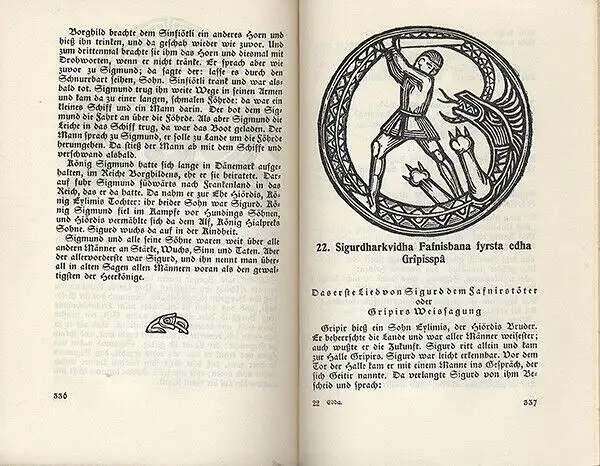 Borghild brachte dem Sinfiötli ein anderes Horn und
hieß ihn trinken, und da geschah wieder wie zuvor. Und
zum drittenmal brachte sie ihm das Horn und diesmal mit
Drohworten, wenn er nicht tränke. Er sprach aber wie
zuvor zu Sigmund; da sagte der: lasse es durch den
Schnurrbart seihen, Sohn. Sinfiötli trank und war als-
bald tot. Sigmund trug ihn weite Wege in seinen Armen
und kam da zu einer langen, schmalen Föhrde; da war ein
kleines Schiff und ein Mann darin. Der bot dem Sig-
mund die Fahrt an über die Föhrde. Als aber Sigmund die
Leiche in das Schiff trug, da war das Boot geladen. Der
Mann sprach zu Sigmund, er solle zu Lande um die Föhrde
herumgehen. Da stieß der Mann ab mit dem Schiffe und
verschwand alsbald.
König Sigmund hatte sich lange in Dänemark aufge-
halten, im Reiche Borghildens, ehe er sie heiratete. Dar-
auf fuhr Sigmund südwärts nach Frankenland in das
Reich, das er da hatte. Da nahm er zur Ehe Hiördis, Kö-
nig Eylimis Tochter: ihr beider Sohn war Sigurd. Kö-
nig Sigmund fiel im Kampfe vor Hundings Söhnen,
und Hiördis vermählte sich da dem Alf, König Hialpreks
Sohne. Sigurd wuchs da auf in der Kindheit.
Sigmund und alle seine Söhne waren weit über alle
andern Männer an Stärke, Wuchs, Sinn und Taten. Aber
der allervorderste war Sigurd, und ihn nennt man über-
all in alten Sagen allen Männern voran als den gewal-
tigsten der Heerkönige.
336
22. Sigurdharkvidha Fafnisbana fyrsta edha
Grîpisspâ
Das erste Lied von Sigurd dem Fafnirstöter
oder
Gripirs Weissagung
Gripir hieß ein Sohn Eylimis, der Hiördis Bruder.
Er beherrschte die Lande und war aller Männer weisester;
auch wußte er die Zukunft. Sigurd ritt allein und kam
zur Halle Gripirs. Sigurd war leicht erkennbar. Vor dem
Tor der Halle kam er mit einem Manne ins Gespräch, der
sich Geitir nannte. Da verlangte Sigurd von ihm Be-
scheid und sprach:
22 Edda.
337